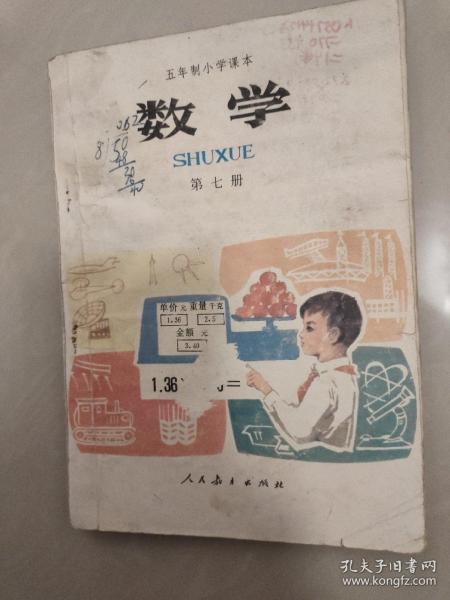 五年制小学课本
数学
SHUXUE
第七册
单价 元 重量 千克
1.36 2.5
金额 元
3.40
1.36
=
人民教育出版社
孔夫子旧书网
www.kongfz.com